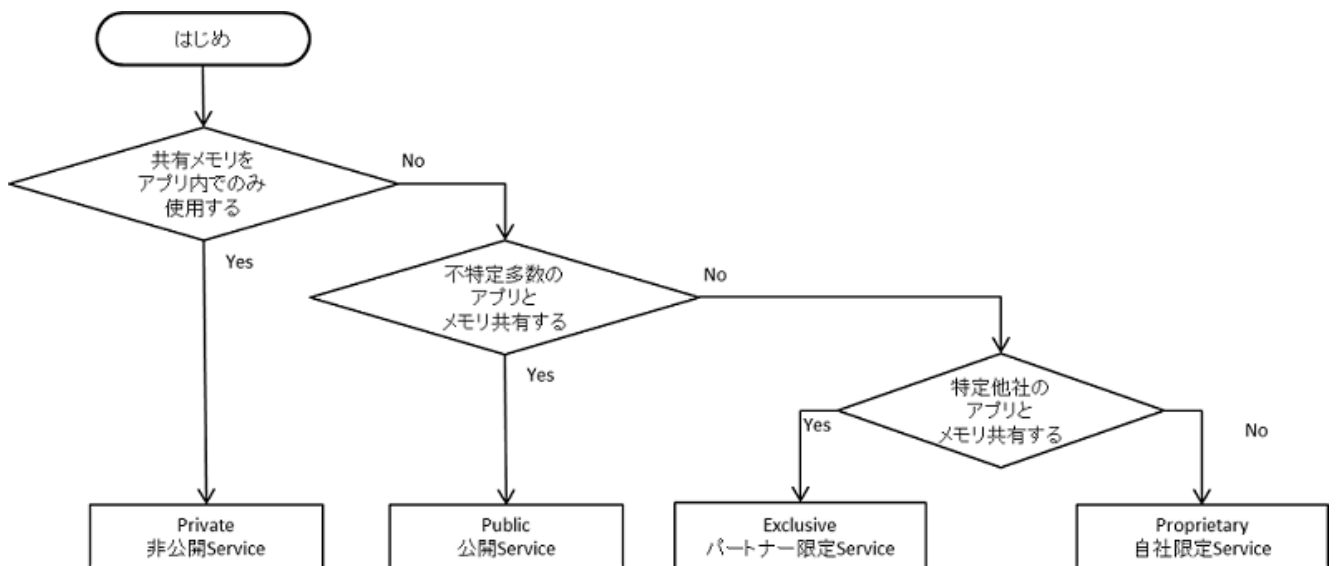 はじめ
共有メモリを
アプリ内でのみ
使用する
No
Yes
不特定多数の
アプリと
メモリ共有する
No
Yes
特定他社の
アプリと
メモリ共有する
Yes
No
Private
非公開Service
Public
公開Service
Exclusive
パートナー限定Service
Proprietary
自社限定Service